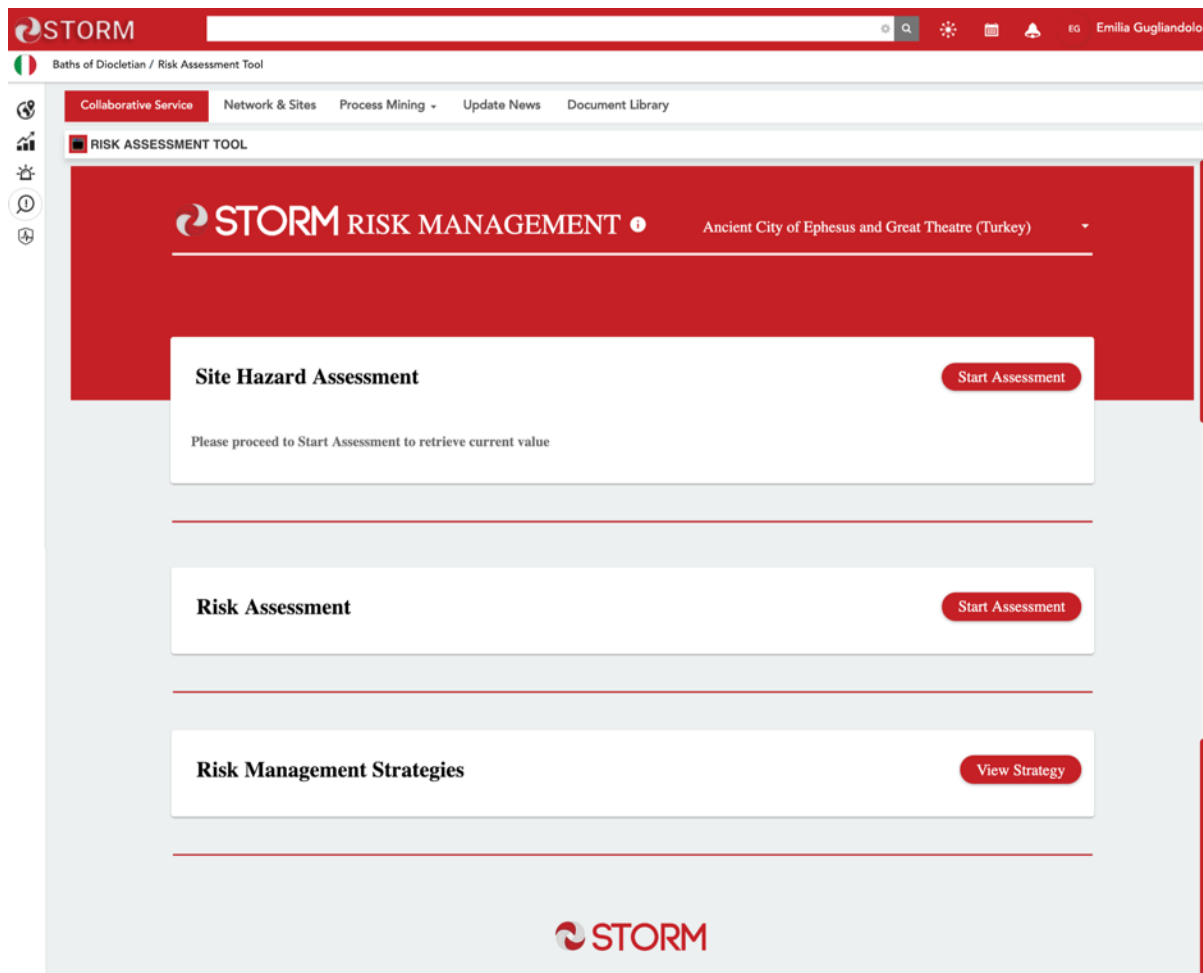 STORM
EG Emilia Gugliandolo
Baths of Diocletian / Risk Assessment Tool
Collaborative Service Network & Sites Process Mining Update News Document Library
RISK ASSESSMENT TOOL
STORM RISK MANAGEMENT Ancient City of Ephesus and Great Theatre (Turkey)
Site Hazard Assessment Start Assessment
Please proceed to Start Assessment to retrieve current value
Risk Assessment Start Assessment
Risk Management Strategies View Strategy
STORM